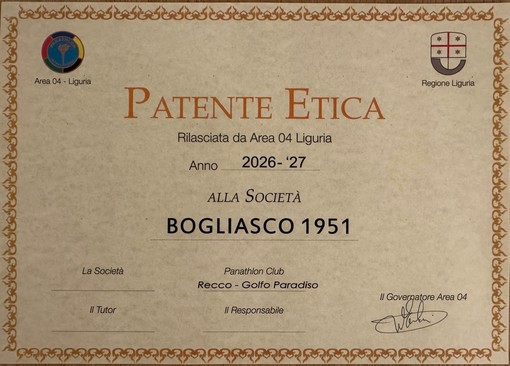 Area 04 - Liguria
Regione Liguria
PATENTE ETICA
Rilasciata da Area 04 Liguria
Anno 2026-'27
ALLA SOCIETÀ
BOGLIASCO 1951
La Società
Panathlon Club
Recco - Golfo Paradiso
Il Governatore Area 04
Il Tutor
Il Responsabile